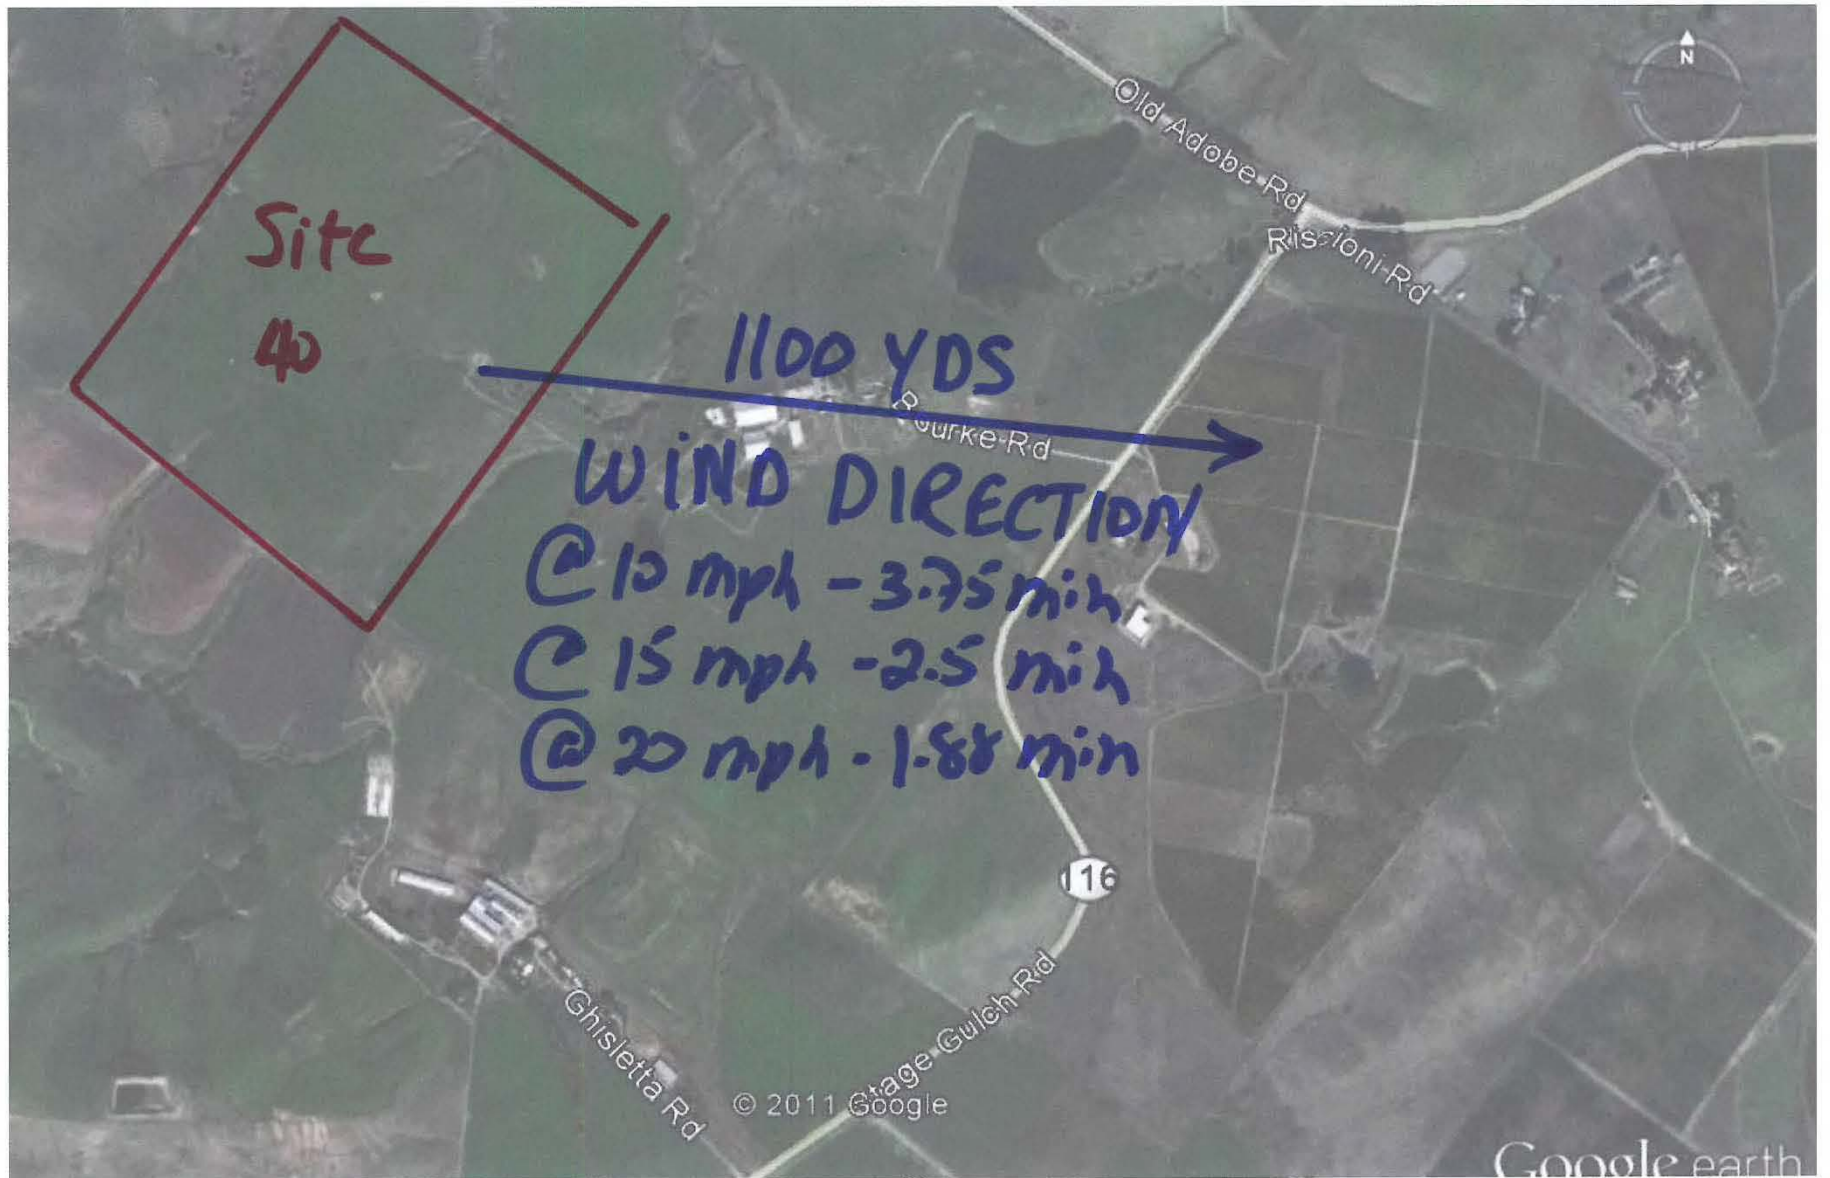 N
Old Adobe Rd
Rissioni Rd
Site
40
1100 YDS
Bourke Rd
WIND DIRECTION
@ 10 mph - 3.75 min
@ 15 mph - 2.5 min
@ 20 mph - 1.88 min
116
Stage Gulch Rd
Ghisletta Rd
© 2011 Google
Google earth